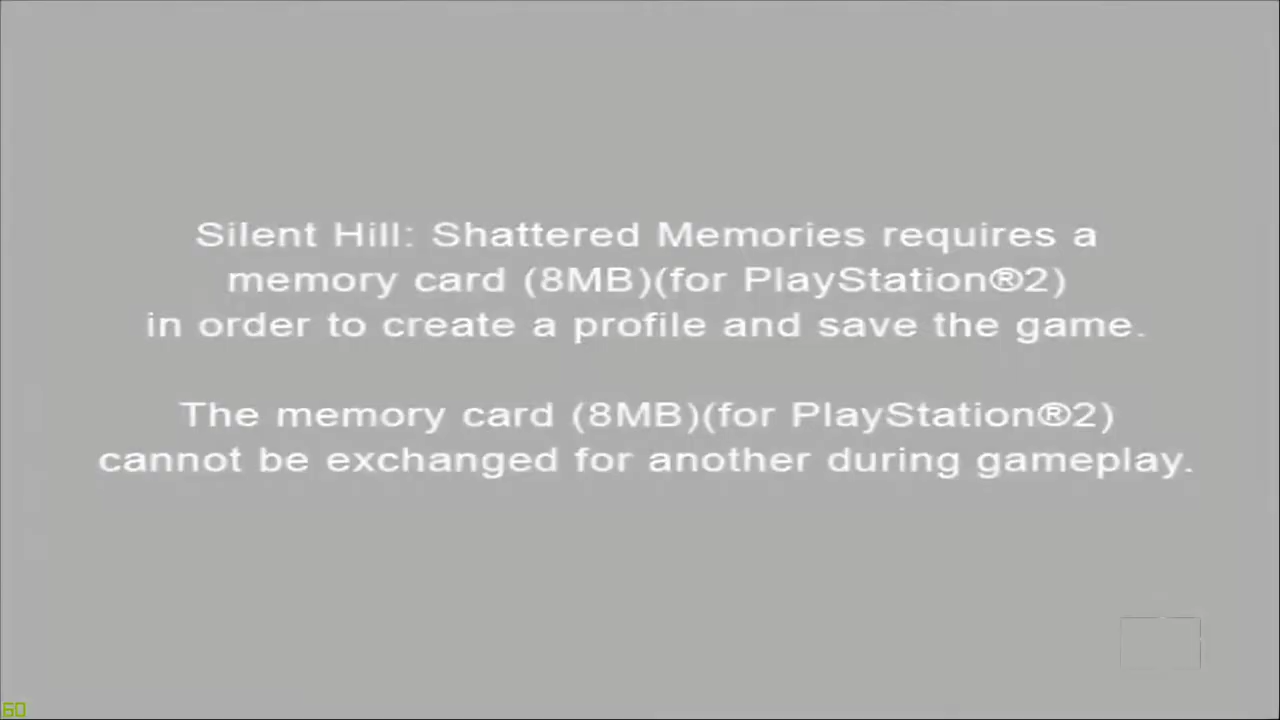 Silent Hill: Shattered Memories requires a
memory card (8MB)(for PlayStation®2)
in order to create a profile and save the game.
The memory card (8MB)(for PlayStation®2)
cannot be exchanged for another during gameplay.
60